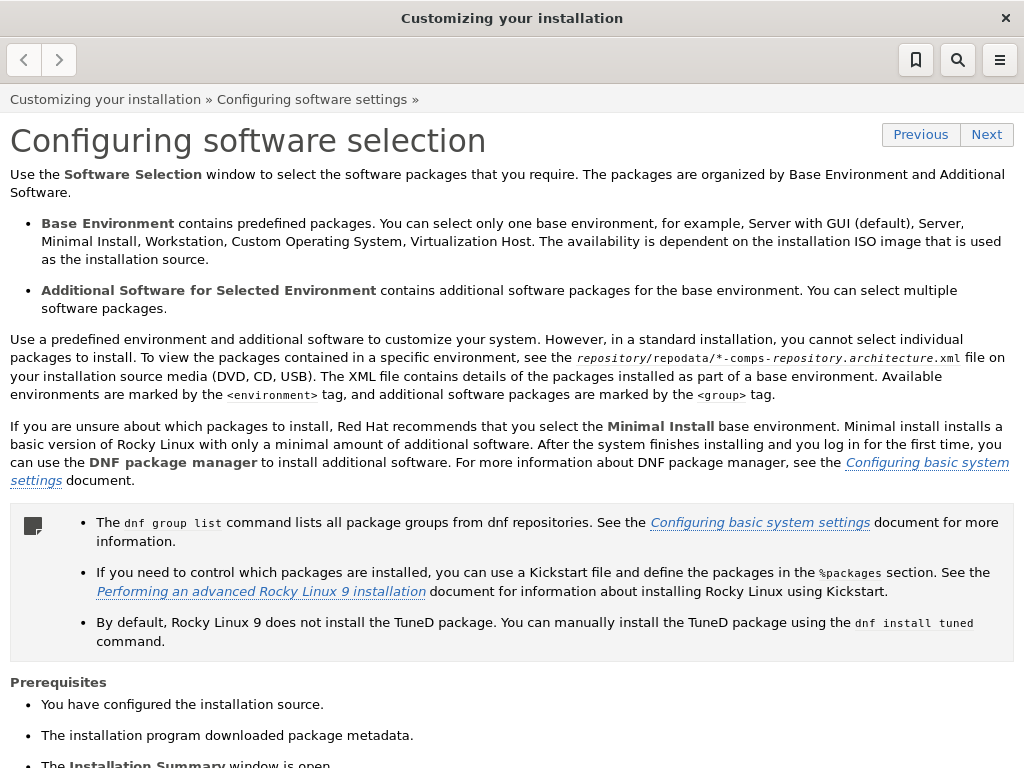 Customizing your installation
Customizing your installation » Configuring software settings »
Configuring software selection
Previous
Next
Use the Software Selection window to select the software packages that you require. The packages are organized by Base Environment and Additional
Software.
• Base Environment contains predefined packages. You can select only one base environment, for example, Server with GUI (default), Server,
Minimal Install, Workstation, Custom Operating System, Virtualization Host. The availability is dependent on the installation ISO image that is used
as the installation source.
• Additional Software for Selected Environment contains additional software packages for the base environment. You can select multiple
software packages.
Use a predefined environment and additional software to customize your system. However, in a standard installation, you cannot select individual
packages to install. To view the packages contained in a specific environment, see the repository/repodata/*-comps-repository.architecture.xml file on
your installation source media (DVD, CD, USB). The XML file contains details of the packages installed as part of a base environment. Available
environments are marked by the <environment> tag, and additional software packages are marked by the <group> tag.
If you are unsure about which packages to install, Red Hat recommends that you select the Minimal Install base environment. Minimal install installs a
basic version of Rocky Linux with only a minimal amount of additional software. After the system finishes installing and you log in for the first time, you
can use the DNF package manager to install additional software. For more information about DNF package manager, see the Configuring basic system
settings document.
• The dnf group list command lists all package groups from dnf repositories. See the Configuring basic system settings document for more
information.
• If you need to control which packages are installed, you can use a Kickstart file and define the packages in the %packages section. See the
Performing an advanced Rocky Linux 9 installation document for information about installing Rocky Linux using Kickstart.
• By default, Rocky Linux 9 does not install the TuneD package. You can manually install the TuneD package using the dnf install tuned
command.
Prerequisites
• You have configured the installation source.
• The installation program downloaded package metadata.
• The Installation Summary window is open.